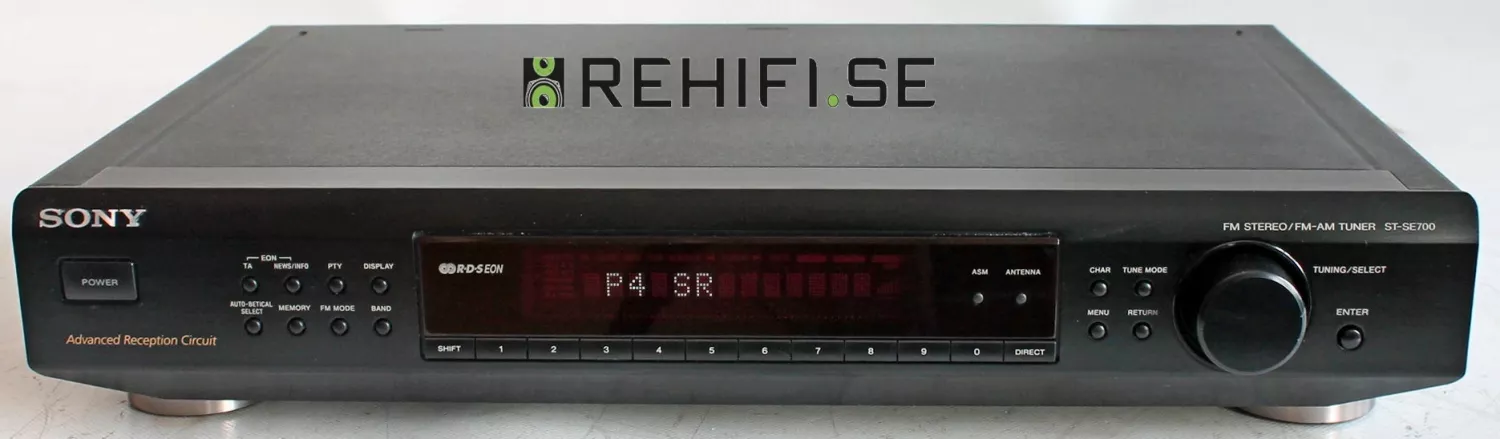 REHIFI.SE
SONY
FM STEREO/FM-AM TUNER ST-SE700
POWER
EON
TA NEWS/INFO PTY DISPLAY
AUTO-BETICAL SELECT MEMORY FM MODE BAND
Advanced Reception Circuit
R·D·S EON
P4 SR
ASM ANTENNA
SHIFT 1 2 3 4 5 6 7 8 9 0 DIRECT
CHAR TUNE MODE
MENU RETURN
TUNING/SELECT
ENTER